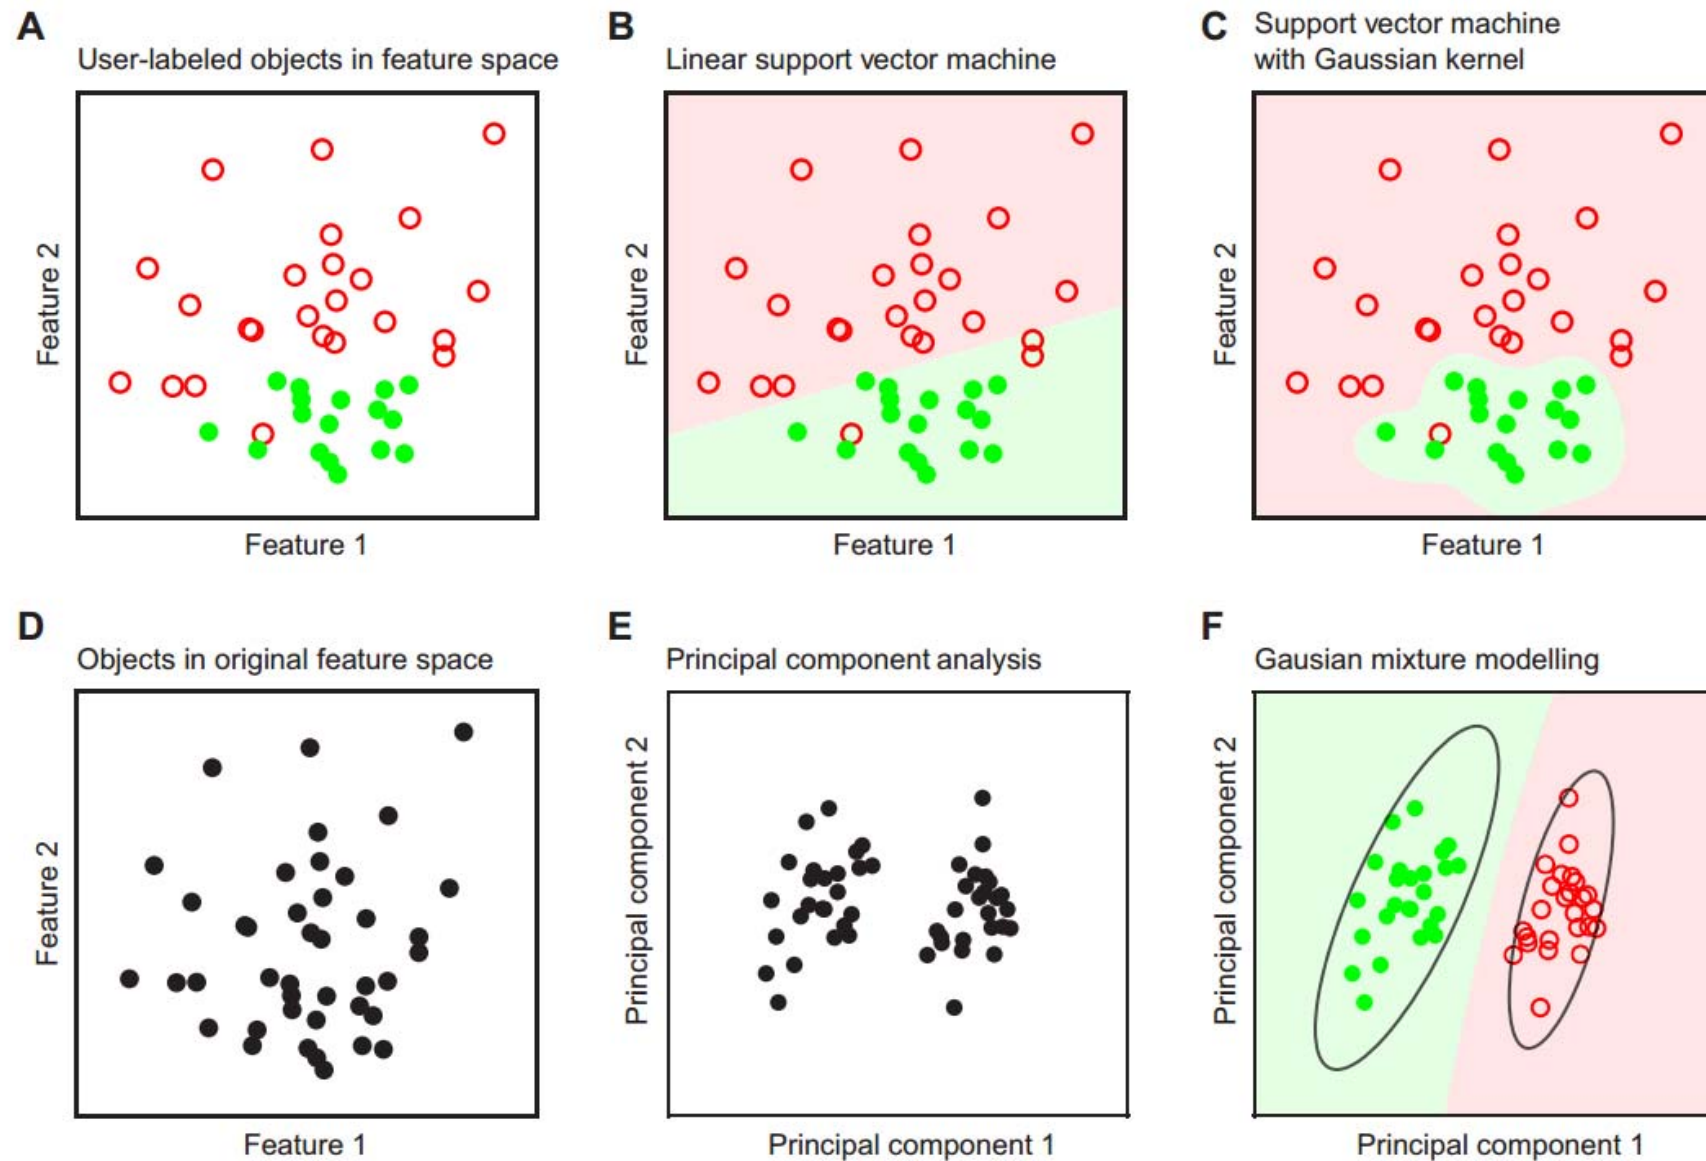 A
User-labeled objects in feature space
Feature 2
Feature 1
B
Linear support vector machine
Feature 2
Feature 1
C
Support vector machine
with Gaussian kernel
Feature 2
Feature 1
D
Objects in original feature space
Feature 2
Feature 1
E
Principal component analysis
Principal component 2
Principal component 1
F
Gausian mixture modelling
Principal component 2
Principal component 1